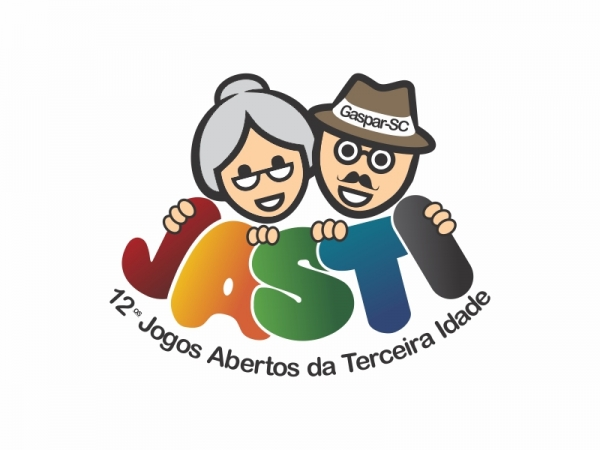 Gaspar-SC
JASTI
12os Jogos Abertos da Terceira Idade